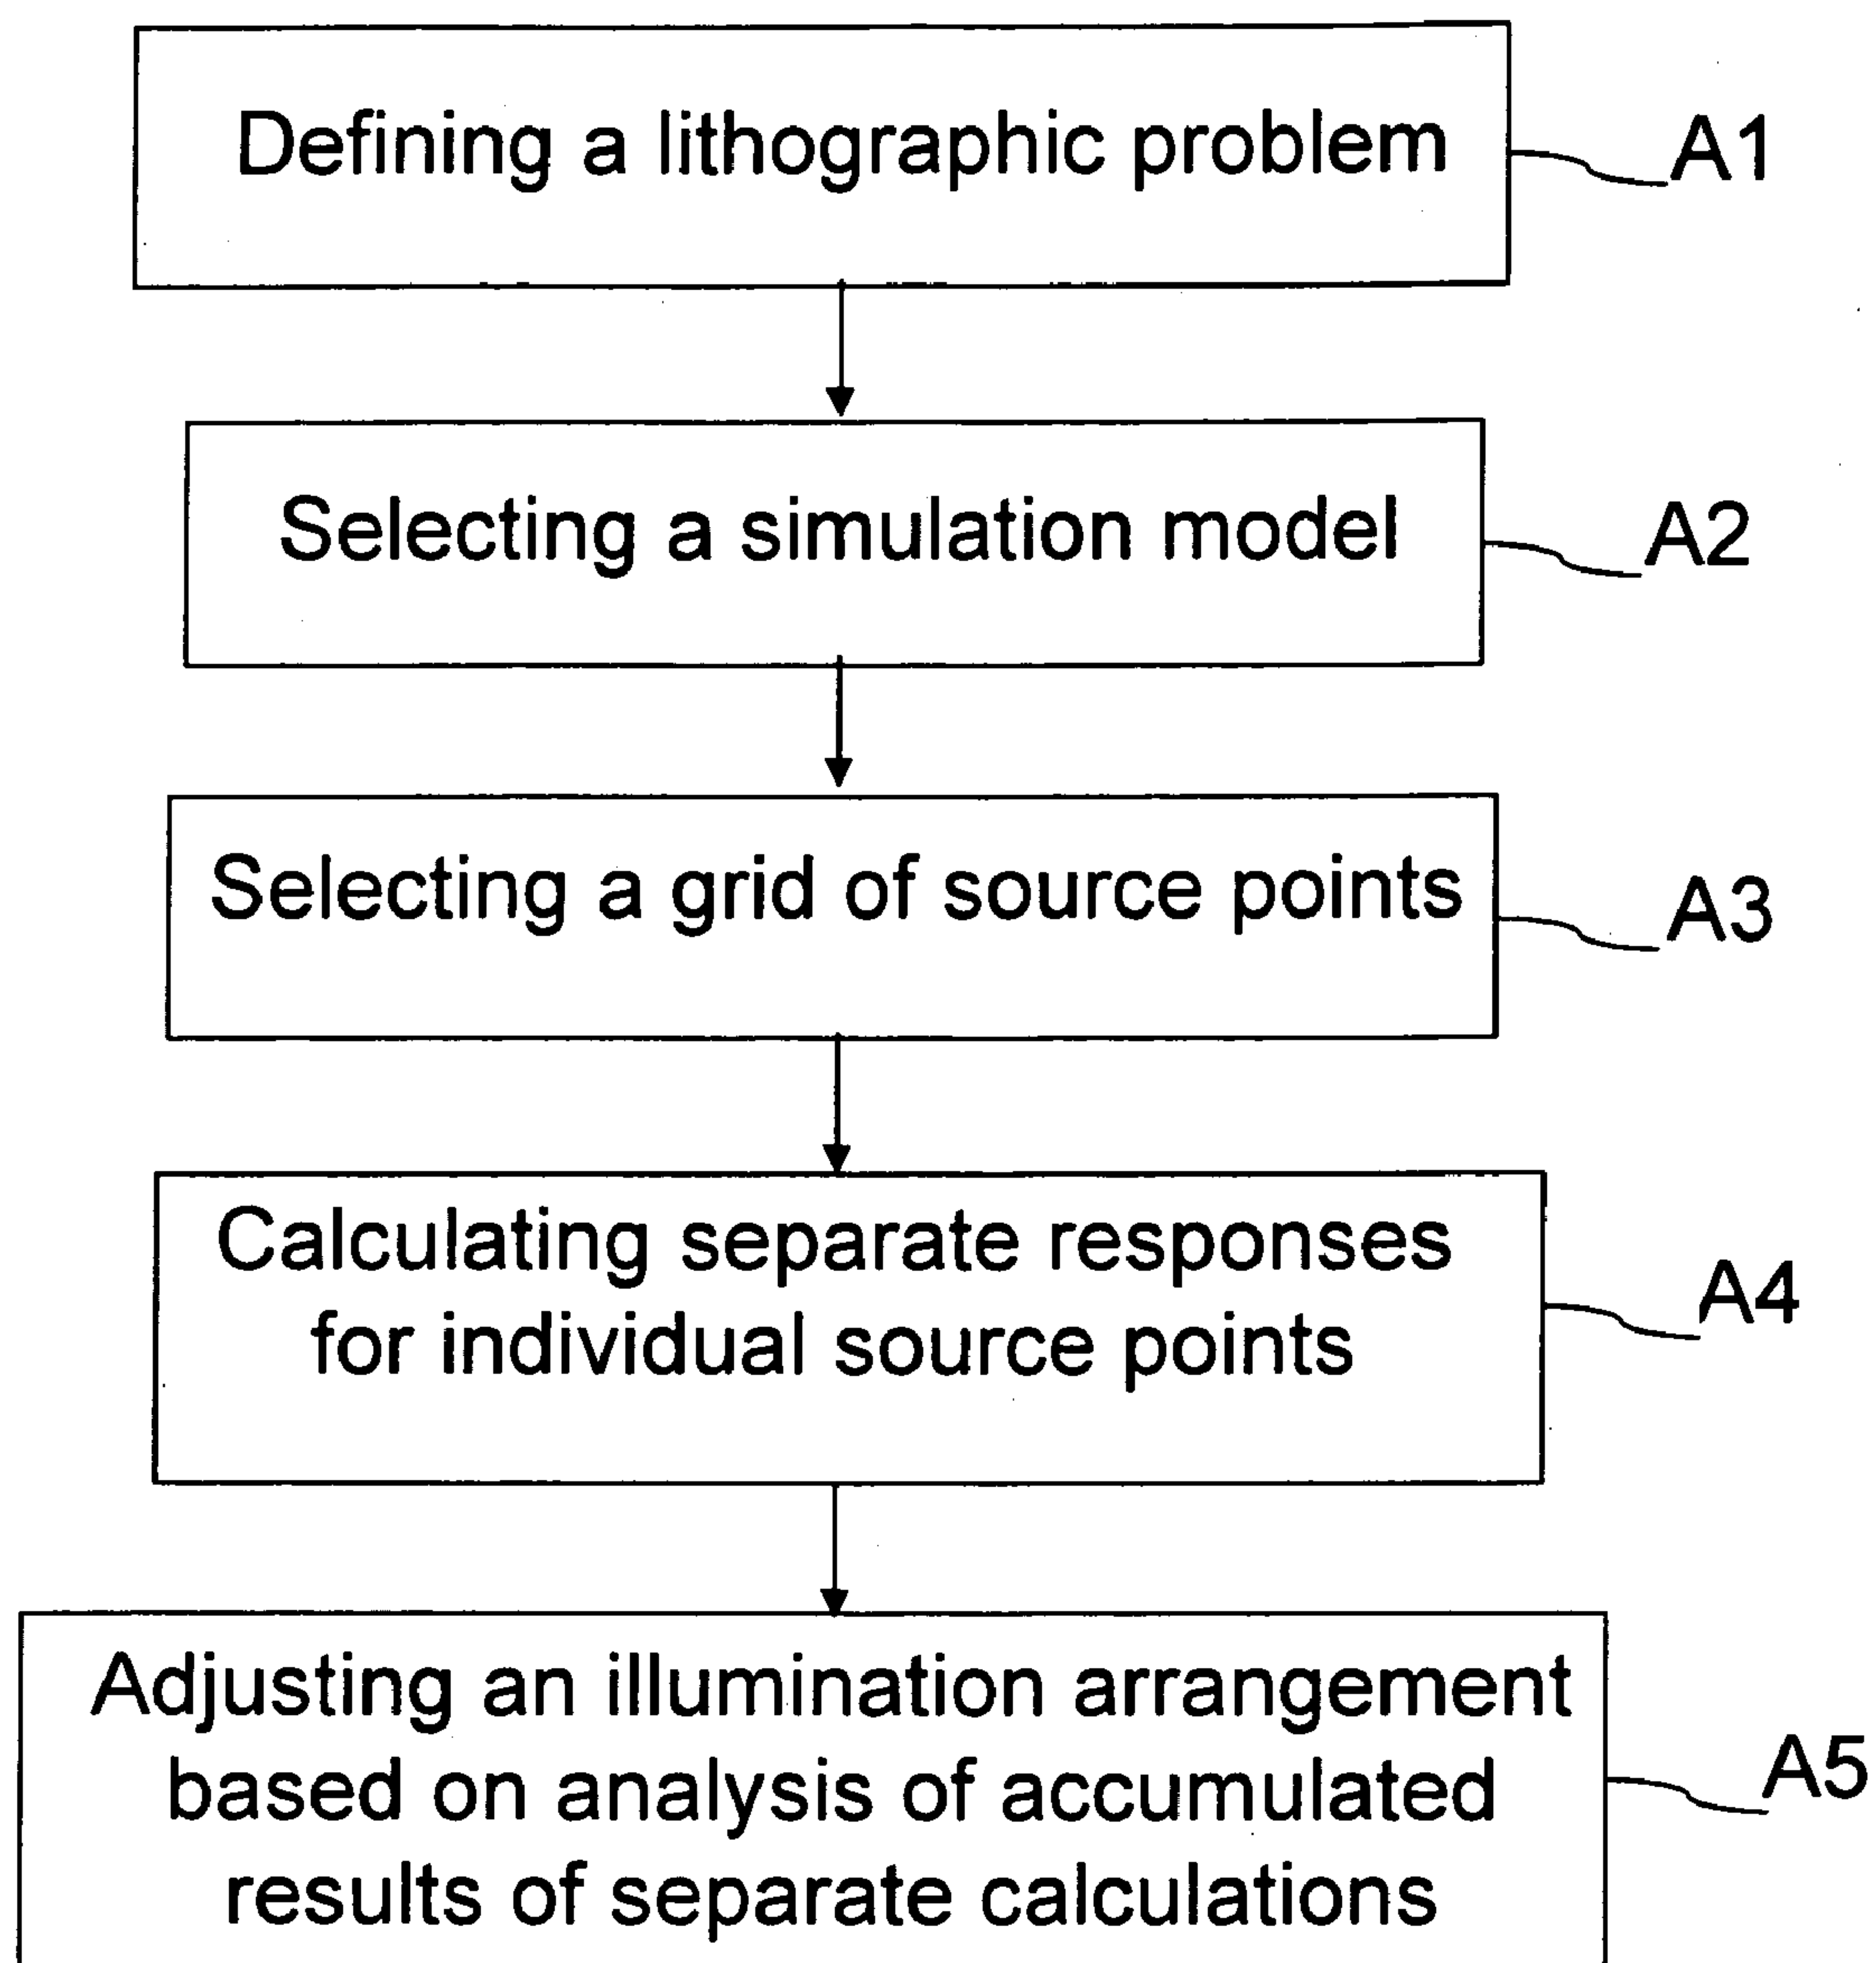 Defining a lithographic problem
A1
Selecting a simulation model
A2
Selecting a grid of source points
A3
Calculating separate responses
for individual source points
A4
Adjusting an illumination arrangement
based on analysis of accumulated
results of separate calculations
A5